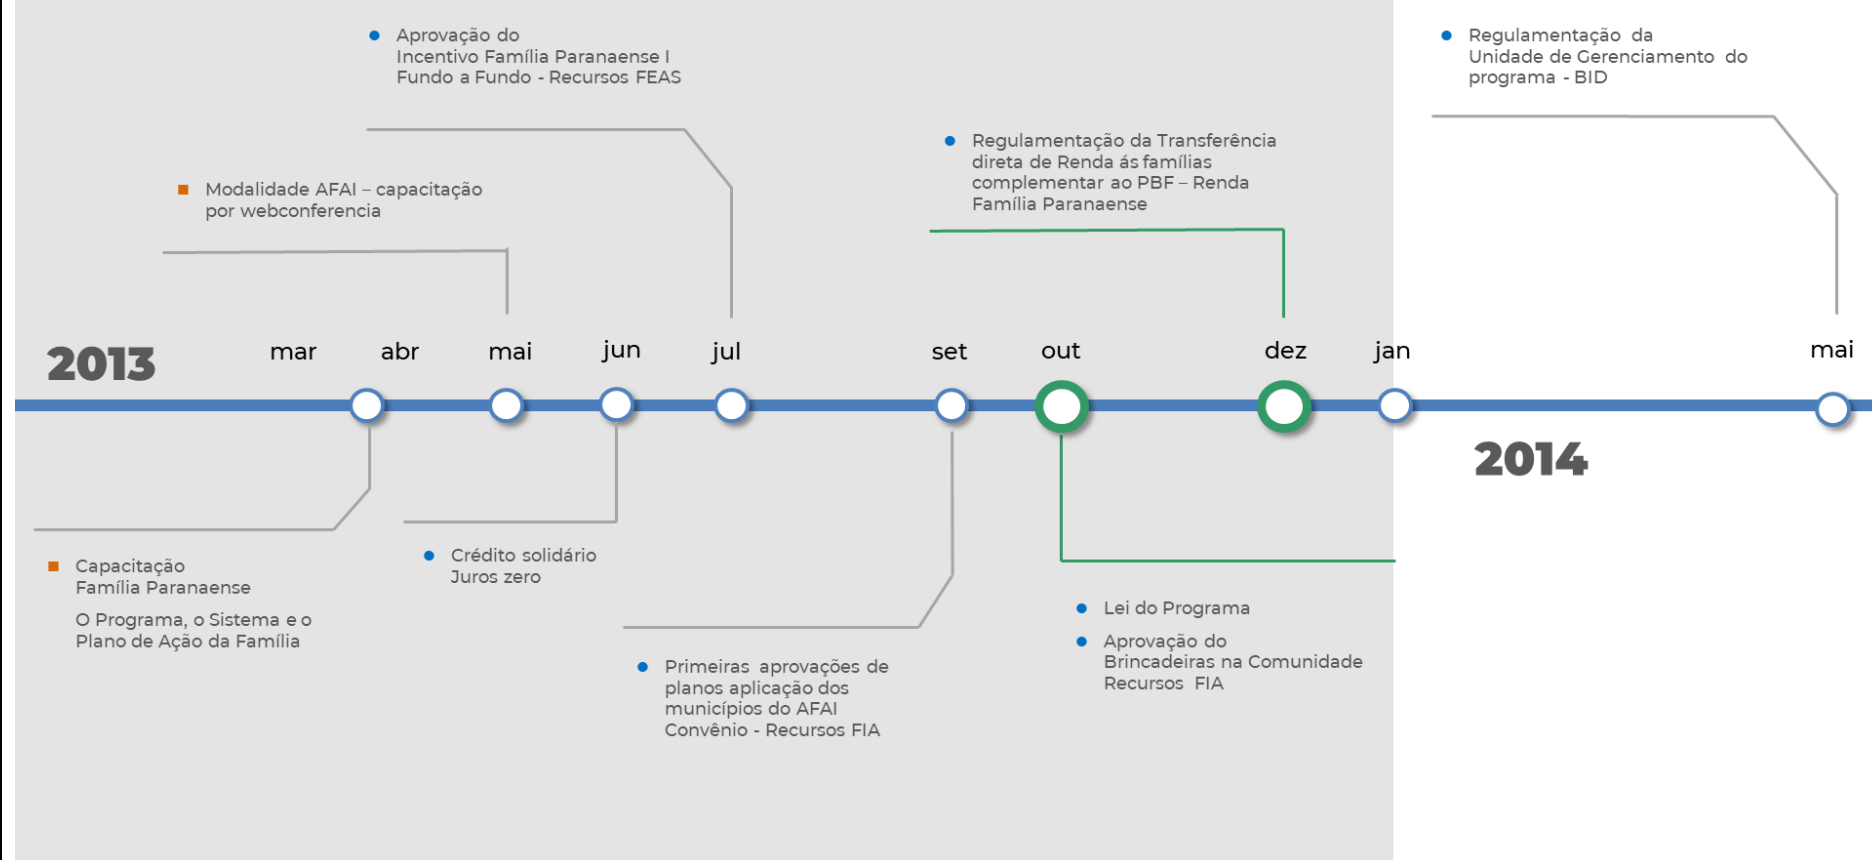 Aprovação do
Incentivo Família Paranaense I
Fundo a Fundo - Recursos FEAS
Regulamentação da
Unidade de Gerenciamento do
programa - BID
Regulamentação da Transferência
direta de Renda ás famílias
complementar ao PBF – Renda
Família Paranaense
Modalidade AFAI – capacitação
por webconferencia
2013
mar
abr
mai
jun
jul
set
out
dez
jan
mai
2014
Capacitação
Família Paranaense
O Programa, o Sistema e o
Plano de Ação da Família
Crédito solidário
Juros zero
Primeiras aprovações de
planos aplicação dos
municípios do AFAI
Convênio - Recursos FIA
Lei do Programa
Aprovação do
Brincadeiras na Comunidade
Recursos FIA